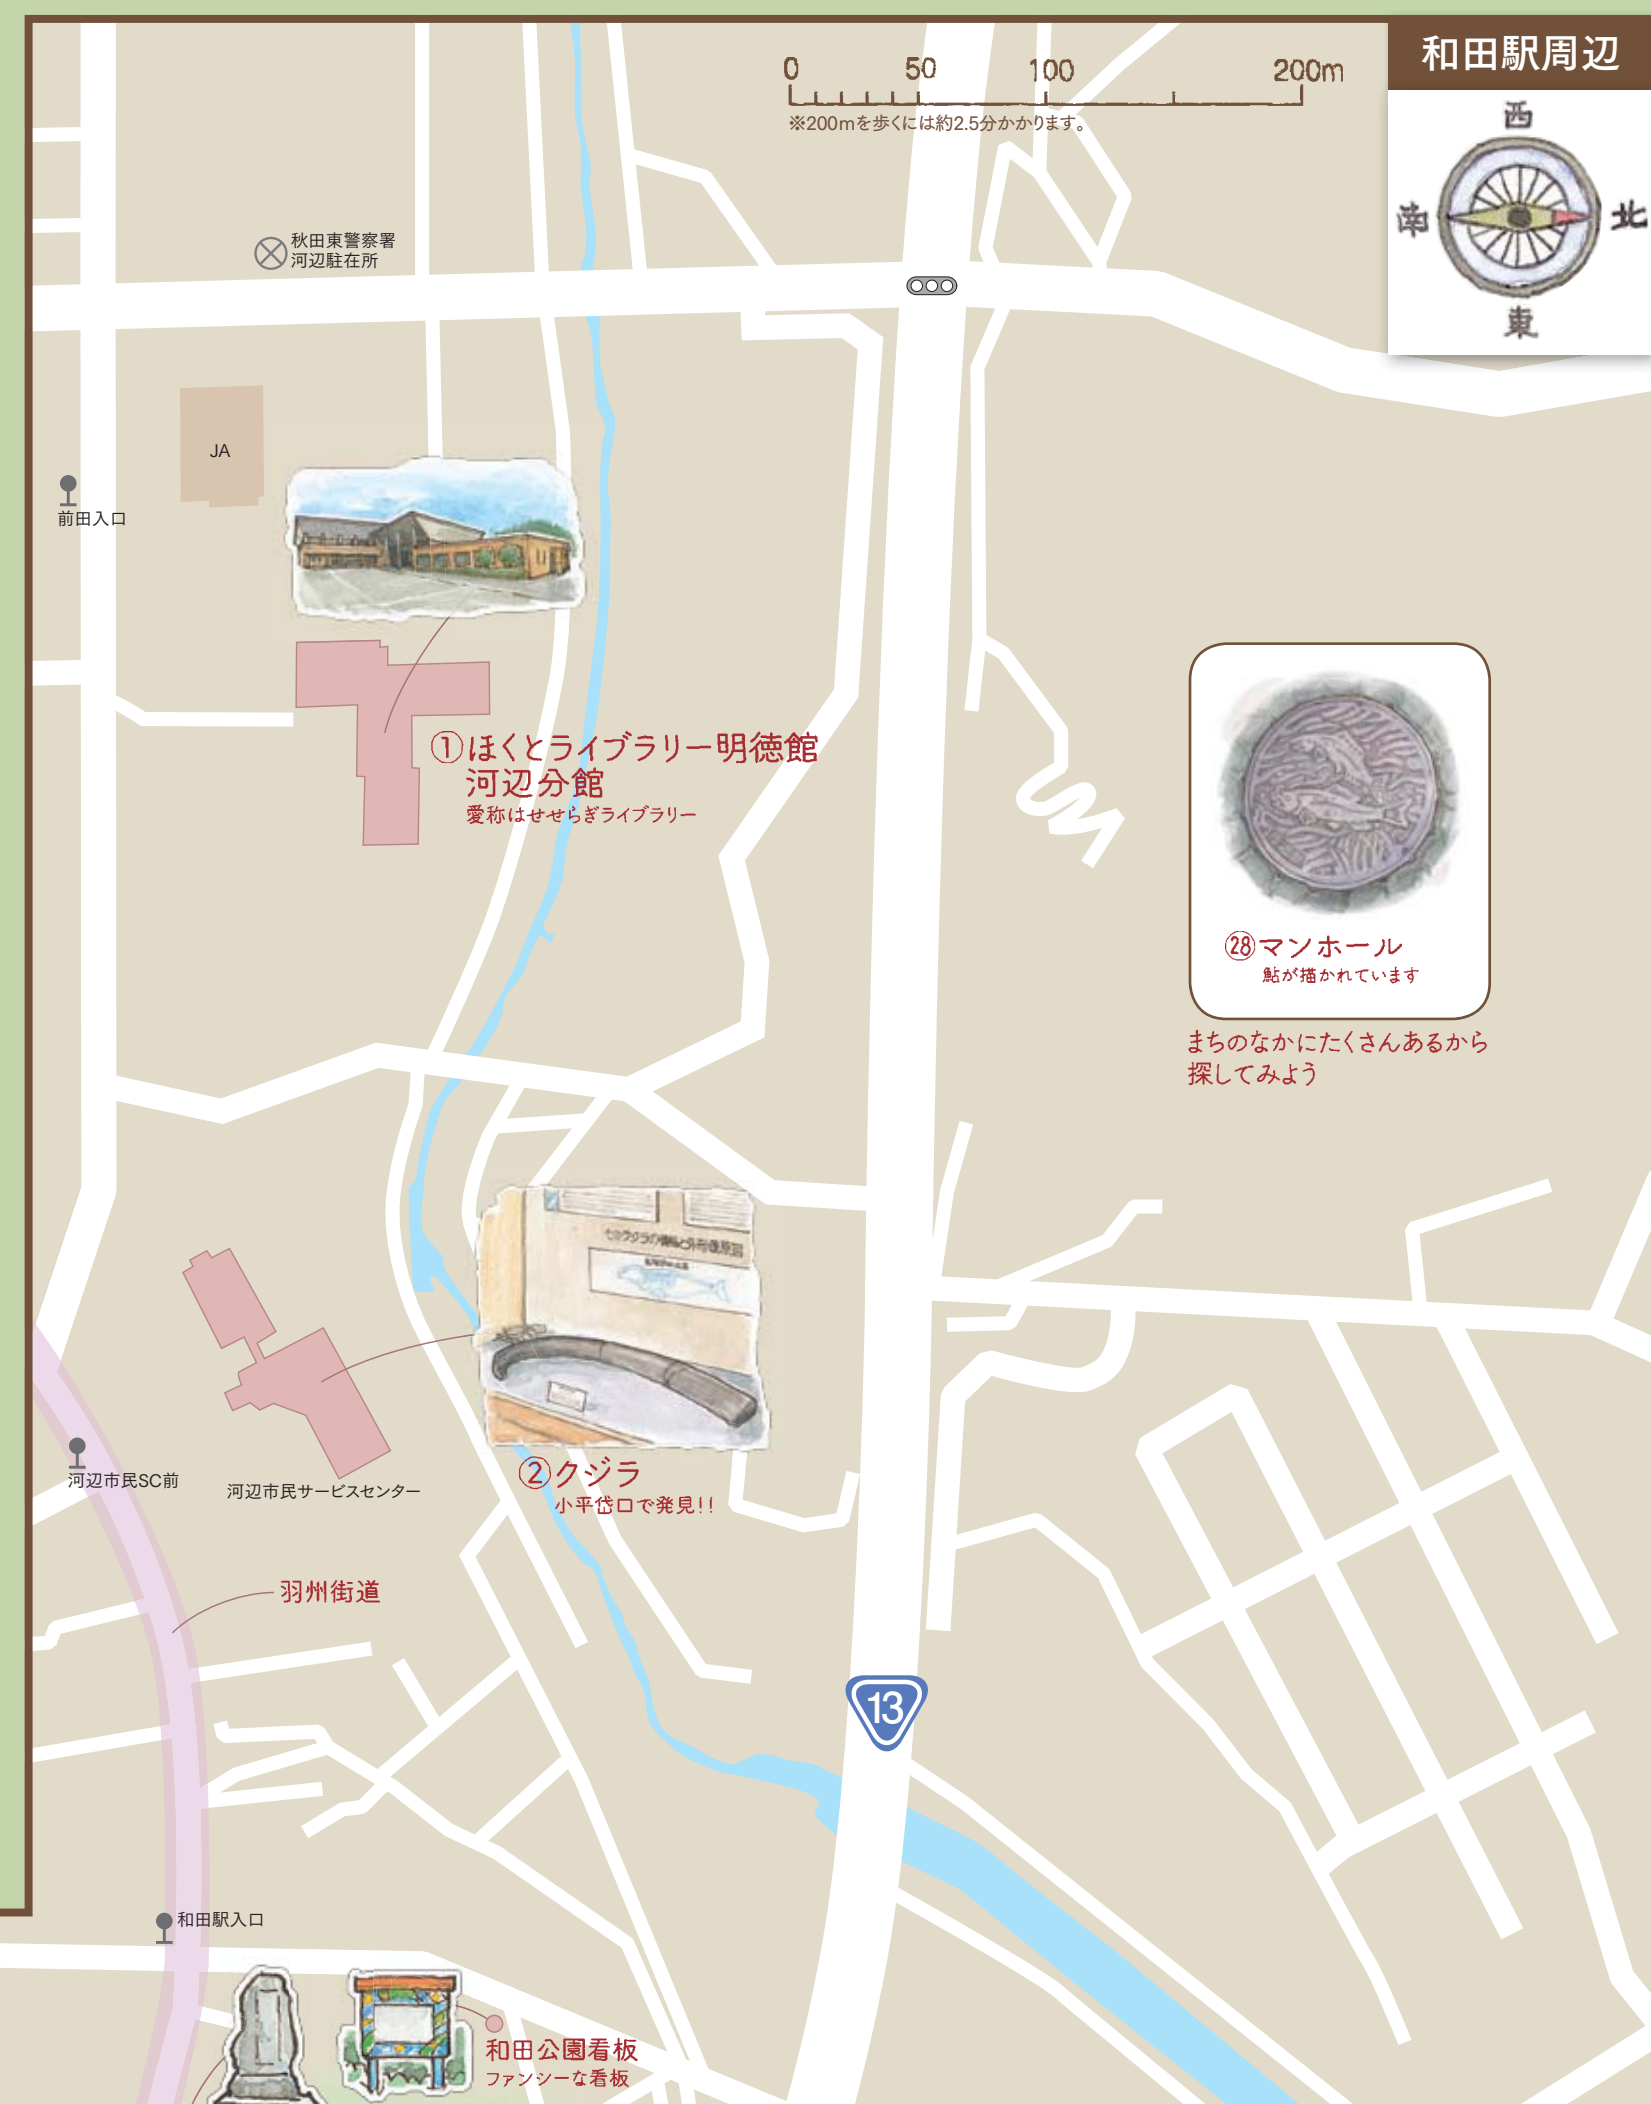 和田駅周辺
0 50 100 200m
※200mを歩くには約2.5分かかります。
西
南
北
東
秋田東警察署
河辺駐在所
JA
前田入口
①ほくとライブラリー明徳館
河辺分館
愛称はせせらぎライブラリー
㉘マンホール
鮎が描かれています
まちのなかにたくさんあるから
探してみよう
②クジラ
小平岱口で発見!!
河辺市民SC前
河辺市民サービスセンター
羽州街道
13
和田駅入口
和田公園看板
ファンシーな看板